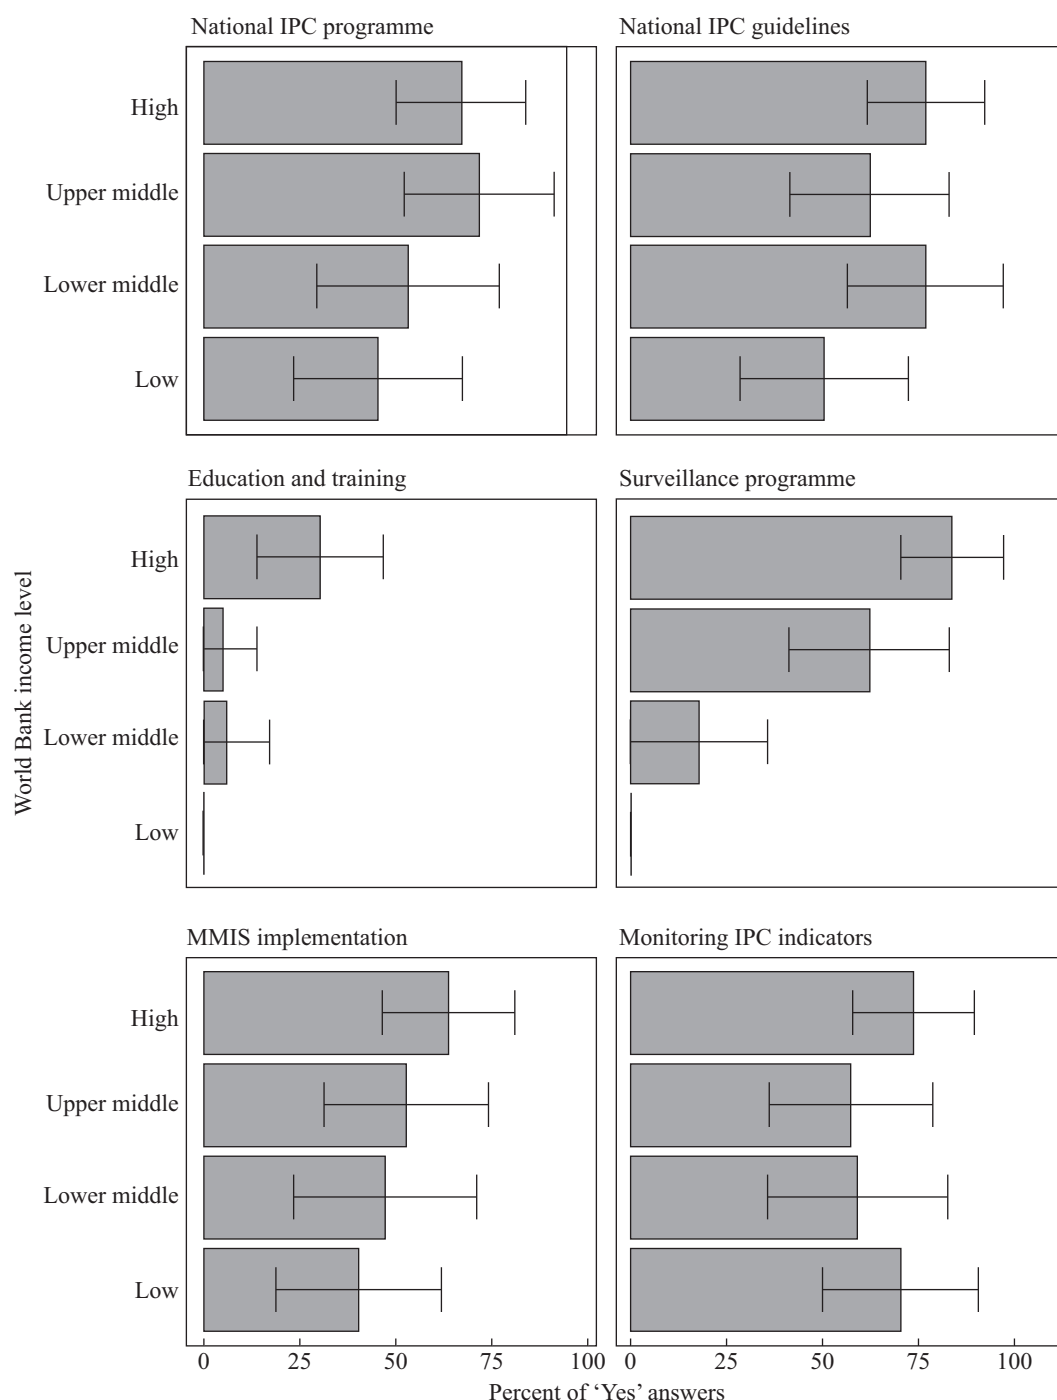 National IPC programme
National IPC guidelines
High
Upper middle
Lower middle
Low
Education and training
Surveillance programme
World Bank income level
High
Upper middle
Lower middle
Low
MMIS implementation
Monitoring IPC indicators
High
Upper middle
Lower middle
Low
0 25 50 75 100 0 25 50 75 100
Percent of ‘Yes’ answers